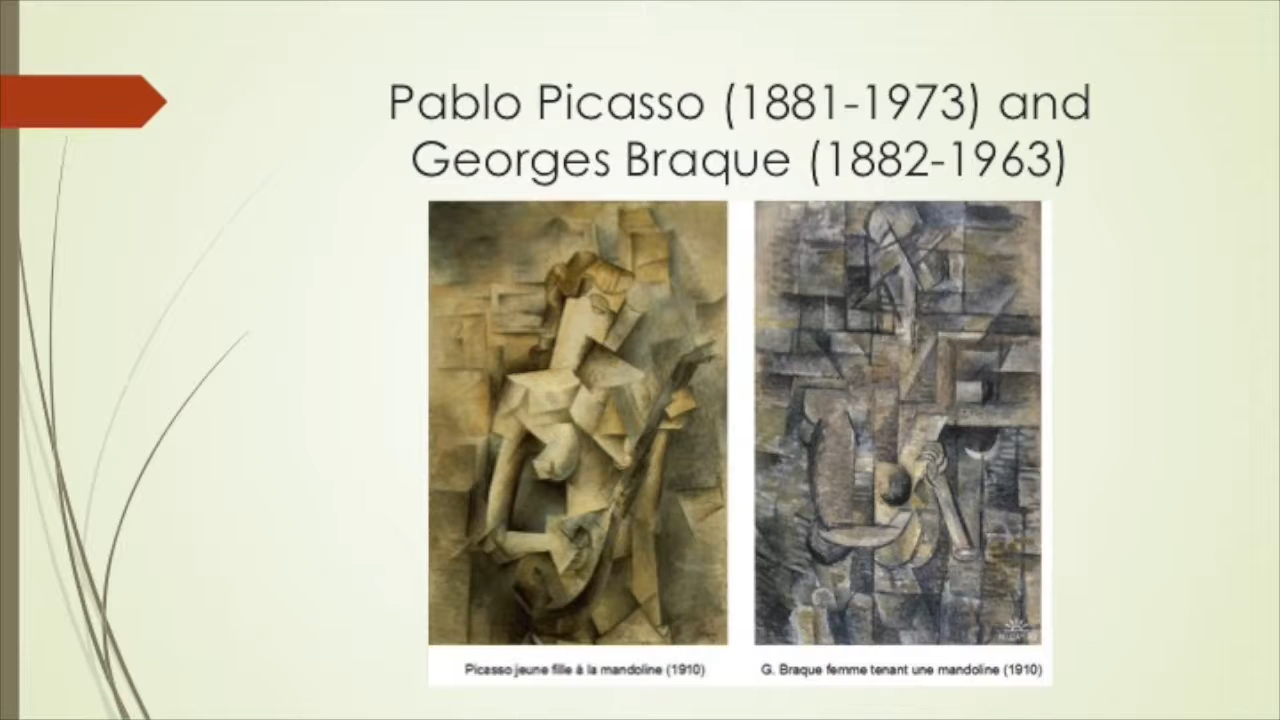 Pablo Picasso (1881-1973) and
Georges Braque (1882-1963)
Picasso jeune fille à la mandoline (1910)
G. Braque femme tenant une mandoline (1910)